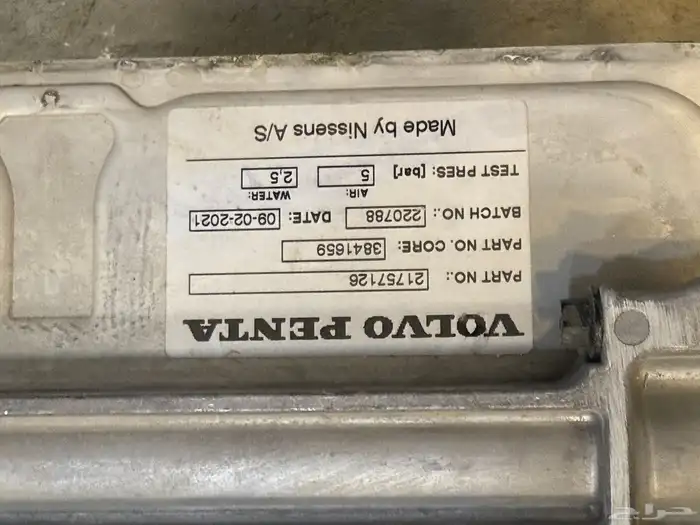 VOLVO PENTA
PART NO.: 21757126
PART NO. CORE: 3841659
BATCH NO.: 220788 DATE: 09-02-2021
TEST PRES: [bar] AIR: 5 WATER: 2,5
Made by Nissens A/S
حراج